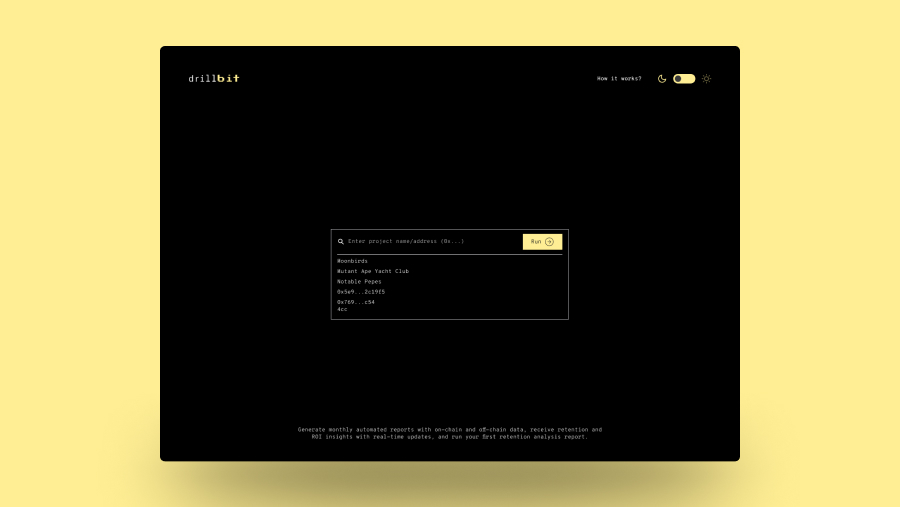 drillbit
How it works?
Enter project name/address (0x...)
Run
Moonbirds
Mutant Ape Yacht Club
Notable Pepes
0x5e9...2c19f5
0x769...c54
4cc
Generate monthly automated reports with on-chain and off-chain data, receive retention and
ROI insights with real-time updates, and run your first retention analysis report.